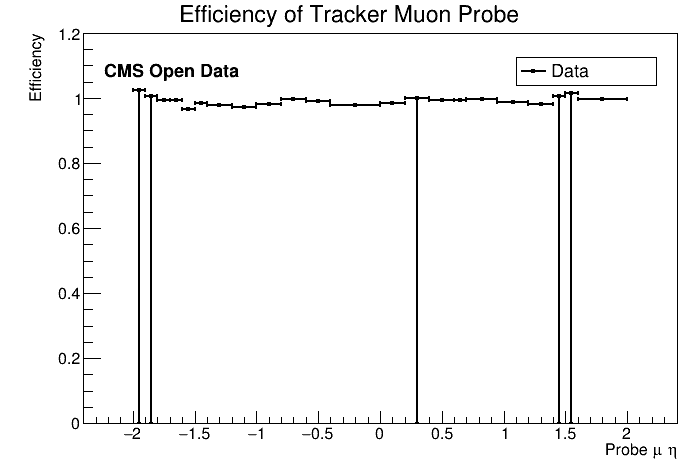 Efficiency of Tracker Muon Probe
Efficiency
CMS Open Data
Data
1.2
1
0.8
0.6
0.4
0.2
0
−2 −1.5 −1 −0.5 0 0.5 1 1.5 2
Probe μ η